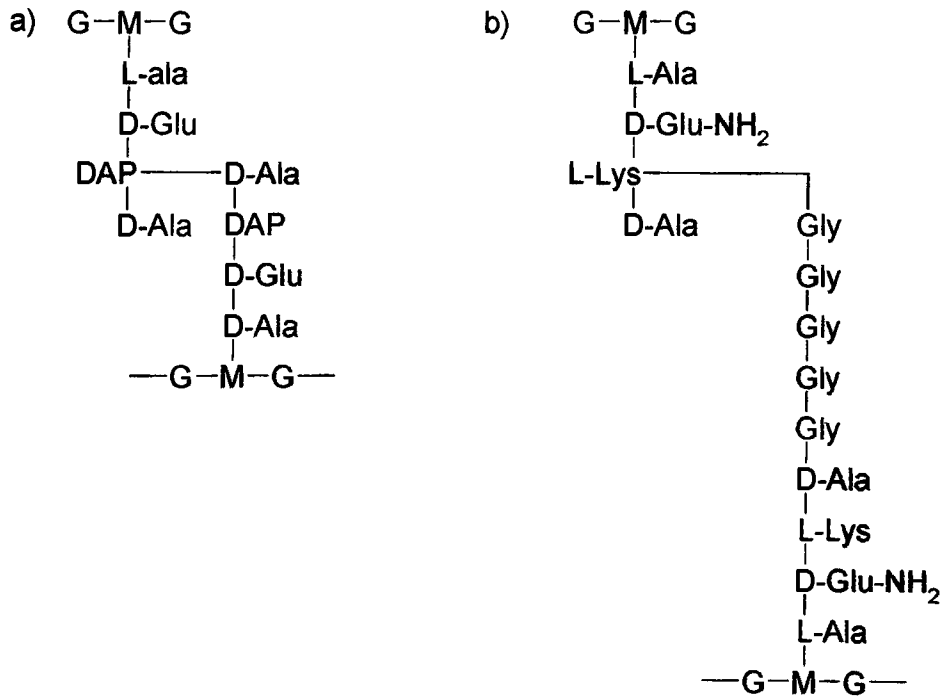 a) G-M-G
L-ala
D-Glu
DAP D-Ala
D-Ala DAP
D-Glu
D-Ala
G-M-G
b) G-M-G
L-Ala
D-Glu-NH2
L-Lys
D-Ala Gly
Gly
Gly
Gly
Gly
D-Ala
L-Lys
D-Glu-NH2
L-Ala
G-M-G